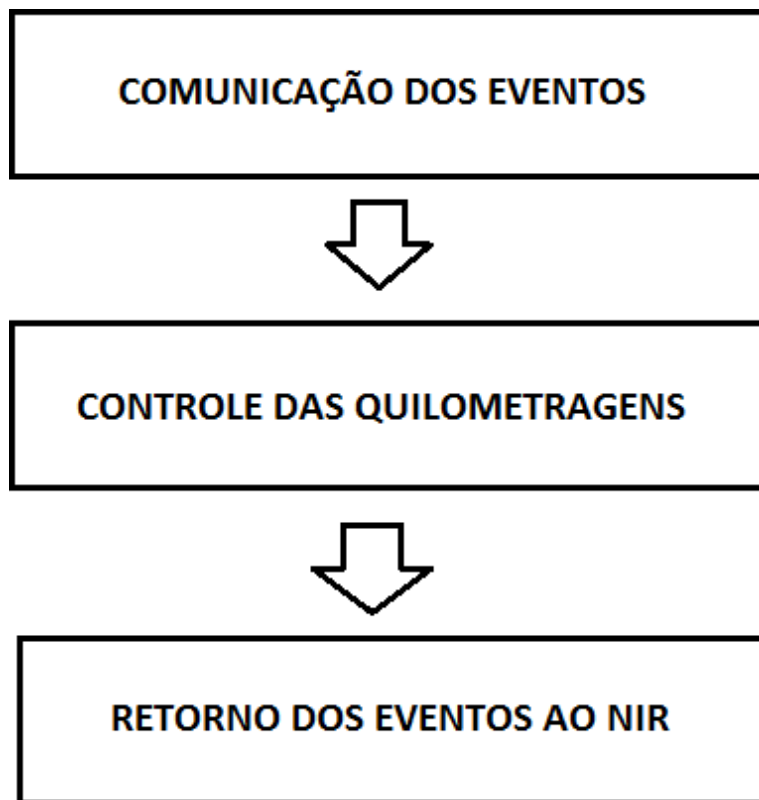 COMUNICAÇÃO DOS EVENTOS
CONTROLE DAS QUILOMETRAGENS
RETORNO DOS EVENTOS AO NIR